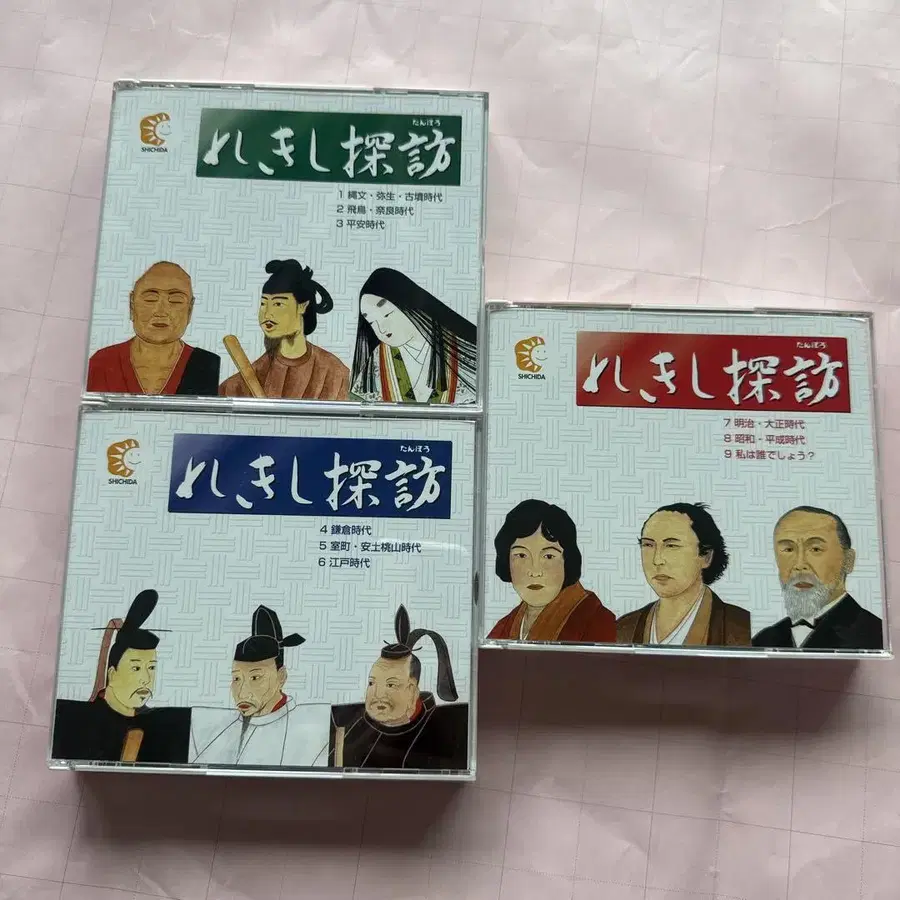 SHICHIDA
たんぼう
れきし探訪
1 縄文・弥生・古墳時代
2 飛鳥・奈良時代
3 平安時代
SHICHIDA
たんぼう
れきし探訪
4 鎌倉時代
5 室町・安土桃山時代
6 江戸時代
SHICHIDA
たんぼう
れきし探訪
7 明治・大正時代
8 昭和・平成時代
9 私は誰でしょう？